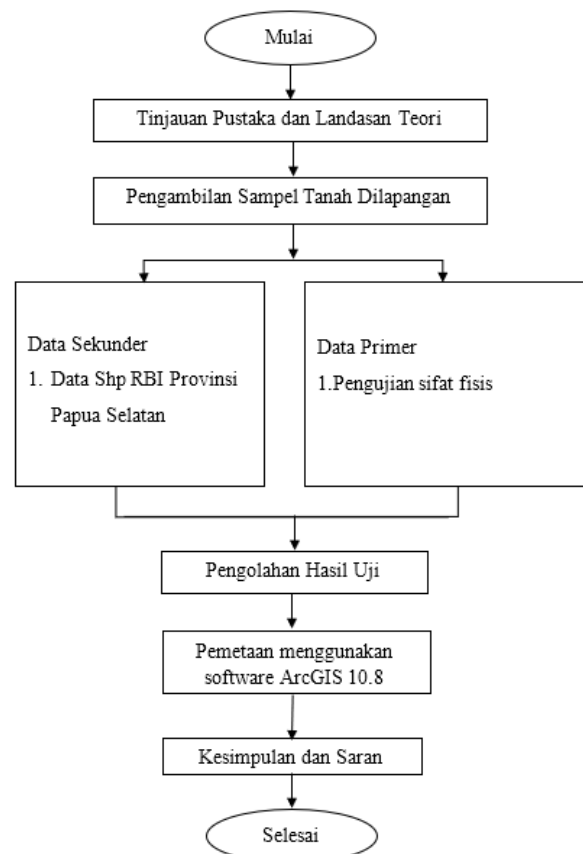 Mulai
Tinjauan Pustaka dan Landasan Teori
Pengambilan Sampel Tanah Dilapangan
Data Sekunder
1. Data Shp RBI Provinsi
Papua Selatan
Data Primer
1.Pengujian sifat fisis
Pengolahan Hasil Uji
Pemetaan menggunakan
software ArcGIS 10.8
Kesimpulan dan Saran
Selesai